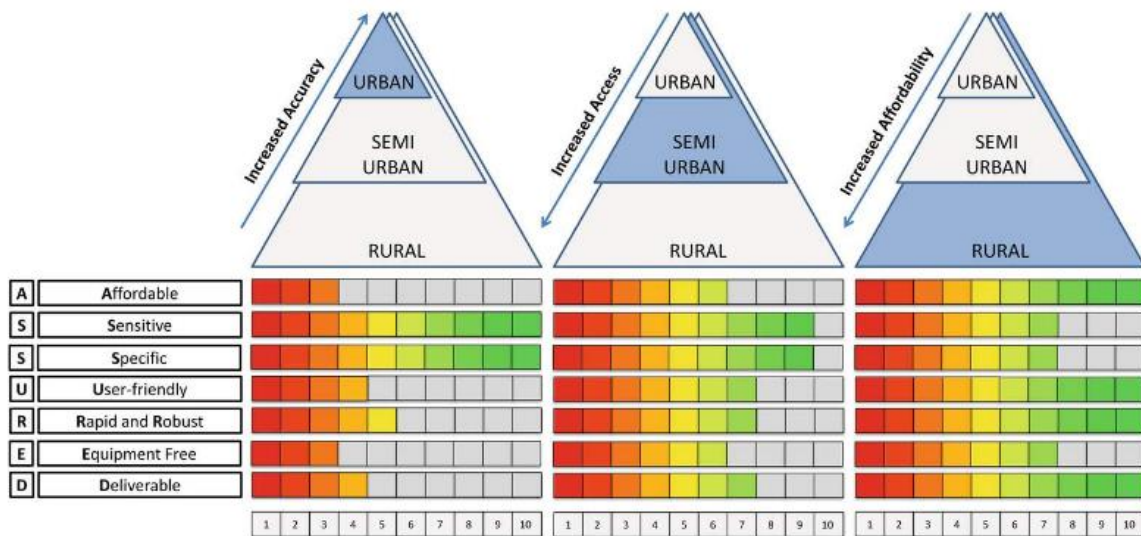 Increased Accuracy
URBAN
SEMI
URBAN
RURAL
Increased Access
URBAN
SEMI
URBAN
RURAL
Increased Affordability
URBAN
SEMI
URBAN
RURAL
A Affordable
S Sensitive
S Specific
U User-friendly
R Rapid and Robust
E Equipment Free
D Deliverable
1 2 3 4 5 6 7 8 9 10 1 2 3 4 5 6 7 8 9 10 1 2 3 4 5 6 7 8 9 10